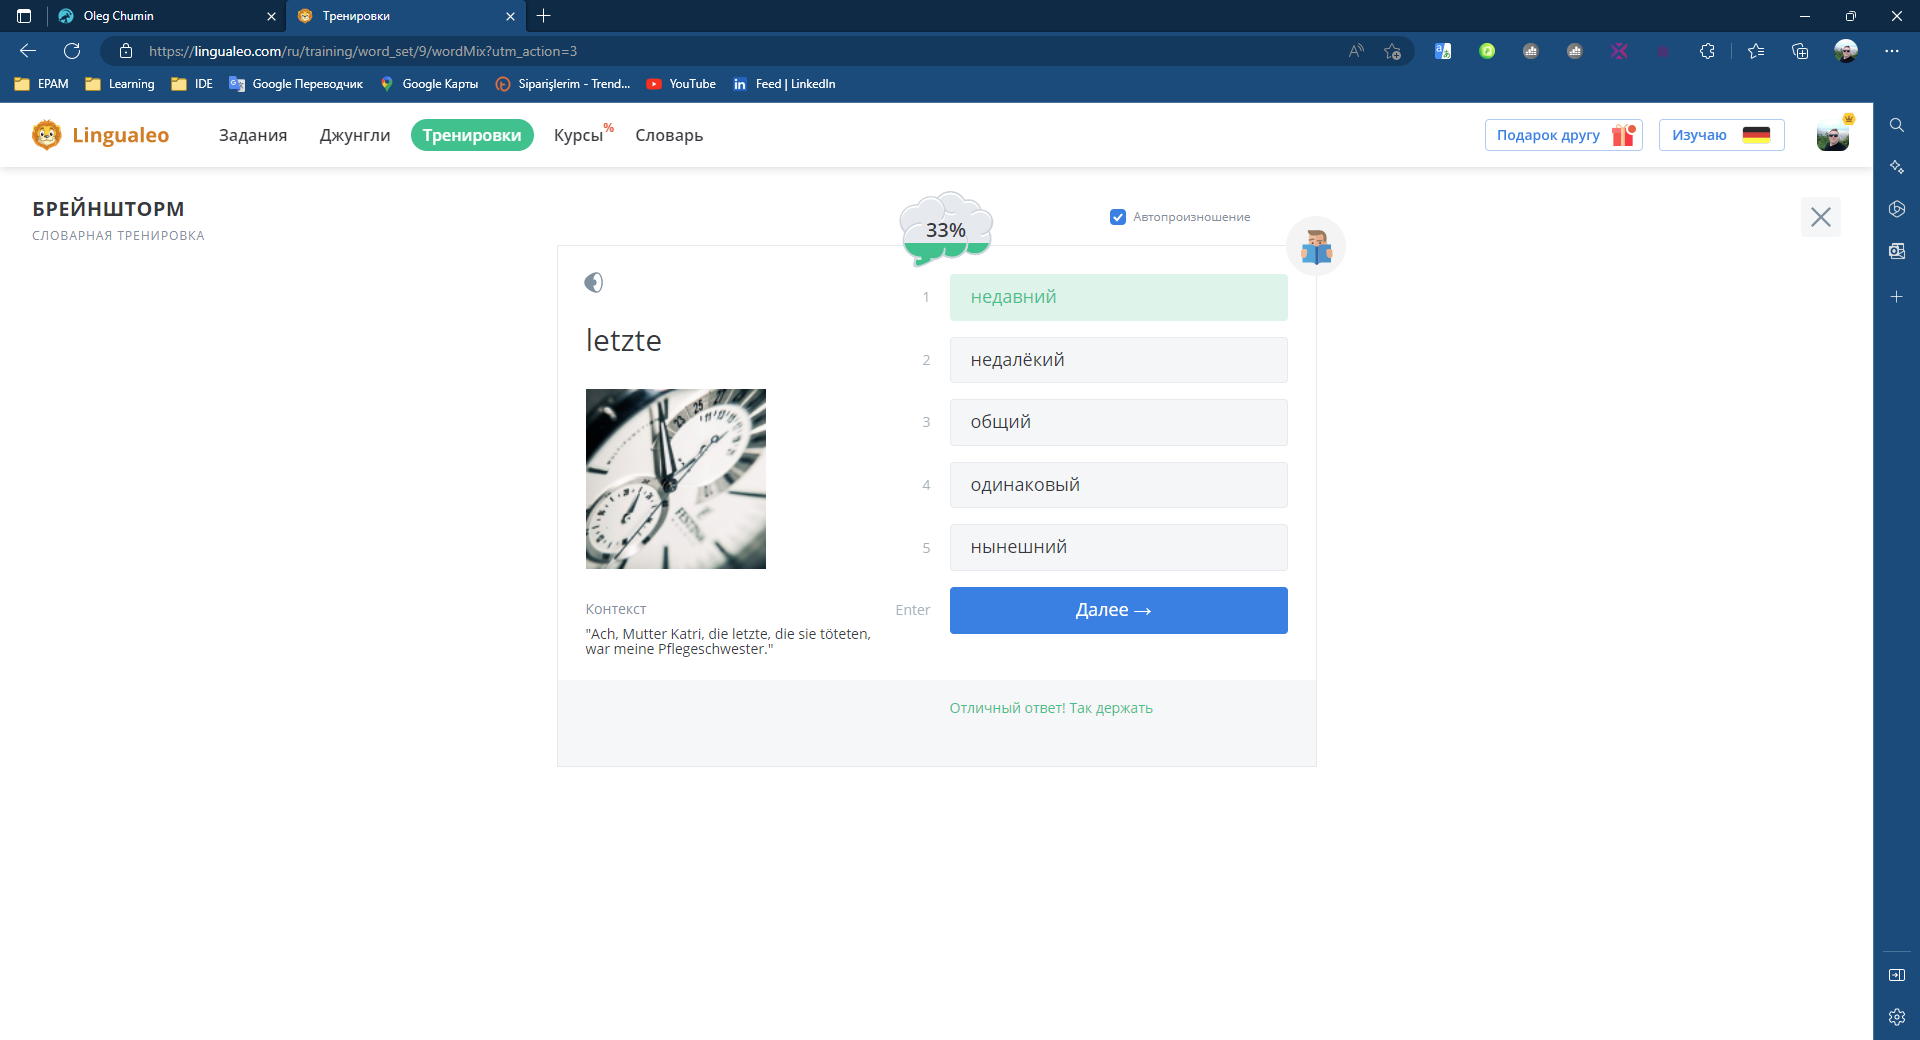 Oleg Chumin
Тренировки
https://lingualeo.com/ru/training/word_set/9/wordMix?utm_action=3
EPAM
Learning
IDE
Google Переводчик
Google Карты
Siparişlerim - Trend...
YouTube
Feed | LinkedIn
Lingualeo
Задания
Джунгли
Тренировки
Курсы%
Словарь
Подарок другу
Изучаю
БРЕЙНШТОРМ
СЛОВАРНАЯ ТРЕНИРОВКА
33%
Автопроизношение
letzte
1 недавний
2 недалёкий
3 общий
4 одинаковый
5 нынешний
Enter Далее →
Контекст
"Ach, Mutter Katri, die letzte, die sie töteten,
war meine Pflegeschwester."
Отличный ответ! Так держать